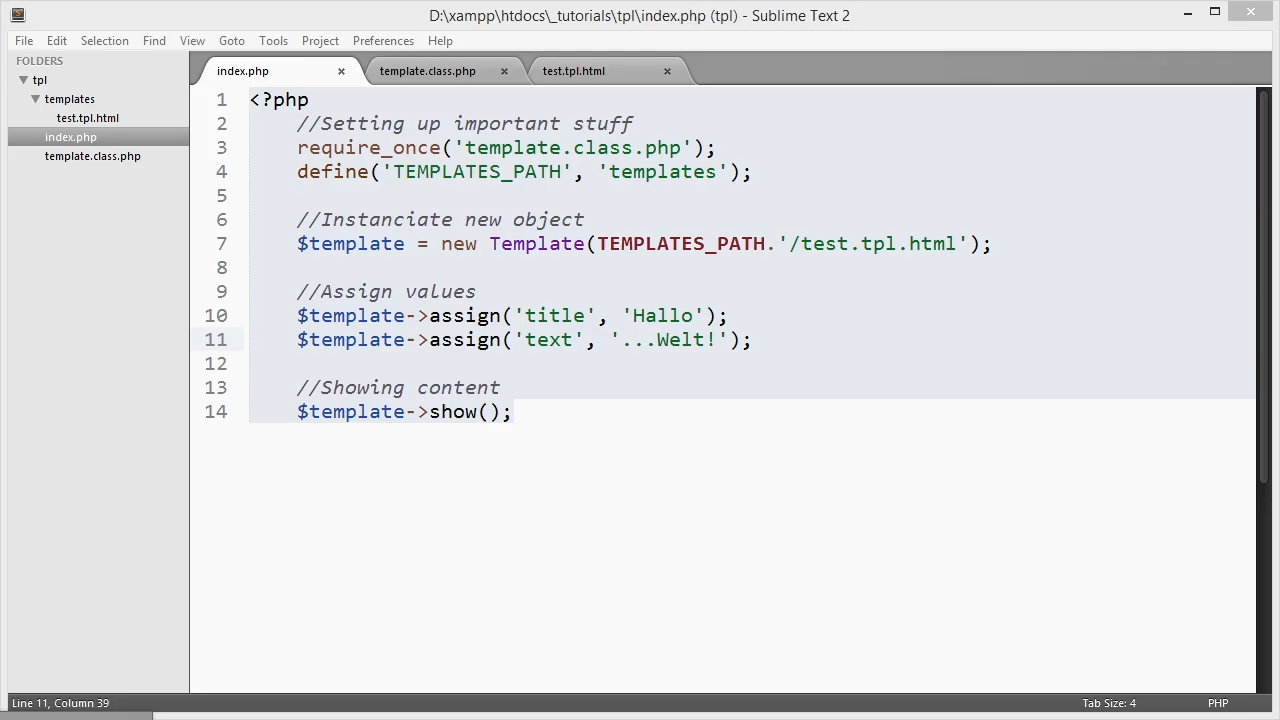 D:\xampp\htdocs\_tutorials\tpl\index.php (tpl) - Sublime Text 2
File Edit Selection Find View Goto Tools Project Preferences Help
FOLDERS
tpl
templates
test.tpl.html
index.php
template.class.php
index.php × template.class.php × test.tpl.html ×
1 <?php
2 //Setting up important stuff
3 require_once('template.class.php');
4 define('TEMPLATES_PATH', 'templates');
5
6 //Instanciate new object
7 $template = new Template(TEMPLATES_PATH.'/test.tpl.html');
8
9 //Assign values
10 $template->assign('title', 'Hallo');
11 $template->assign('text', '...Welt!');
12
13 //Showing content
14 $template->show();
Line 11, Column 39 Tab Size: 4 PHP